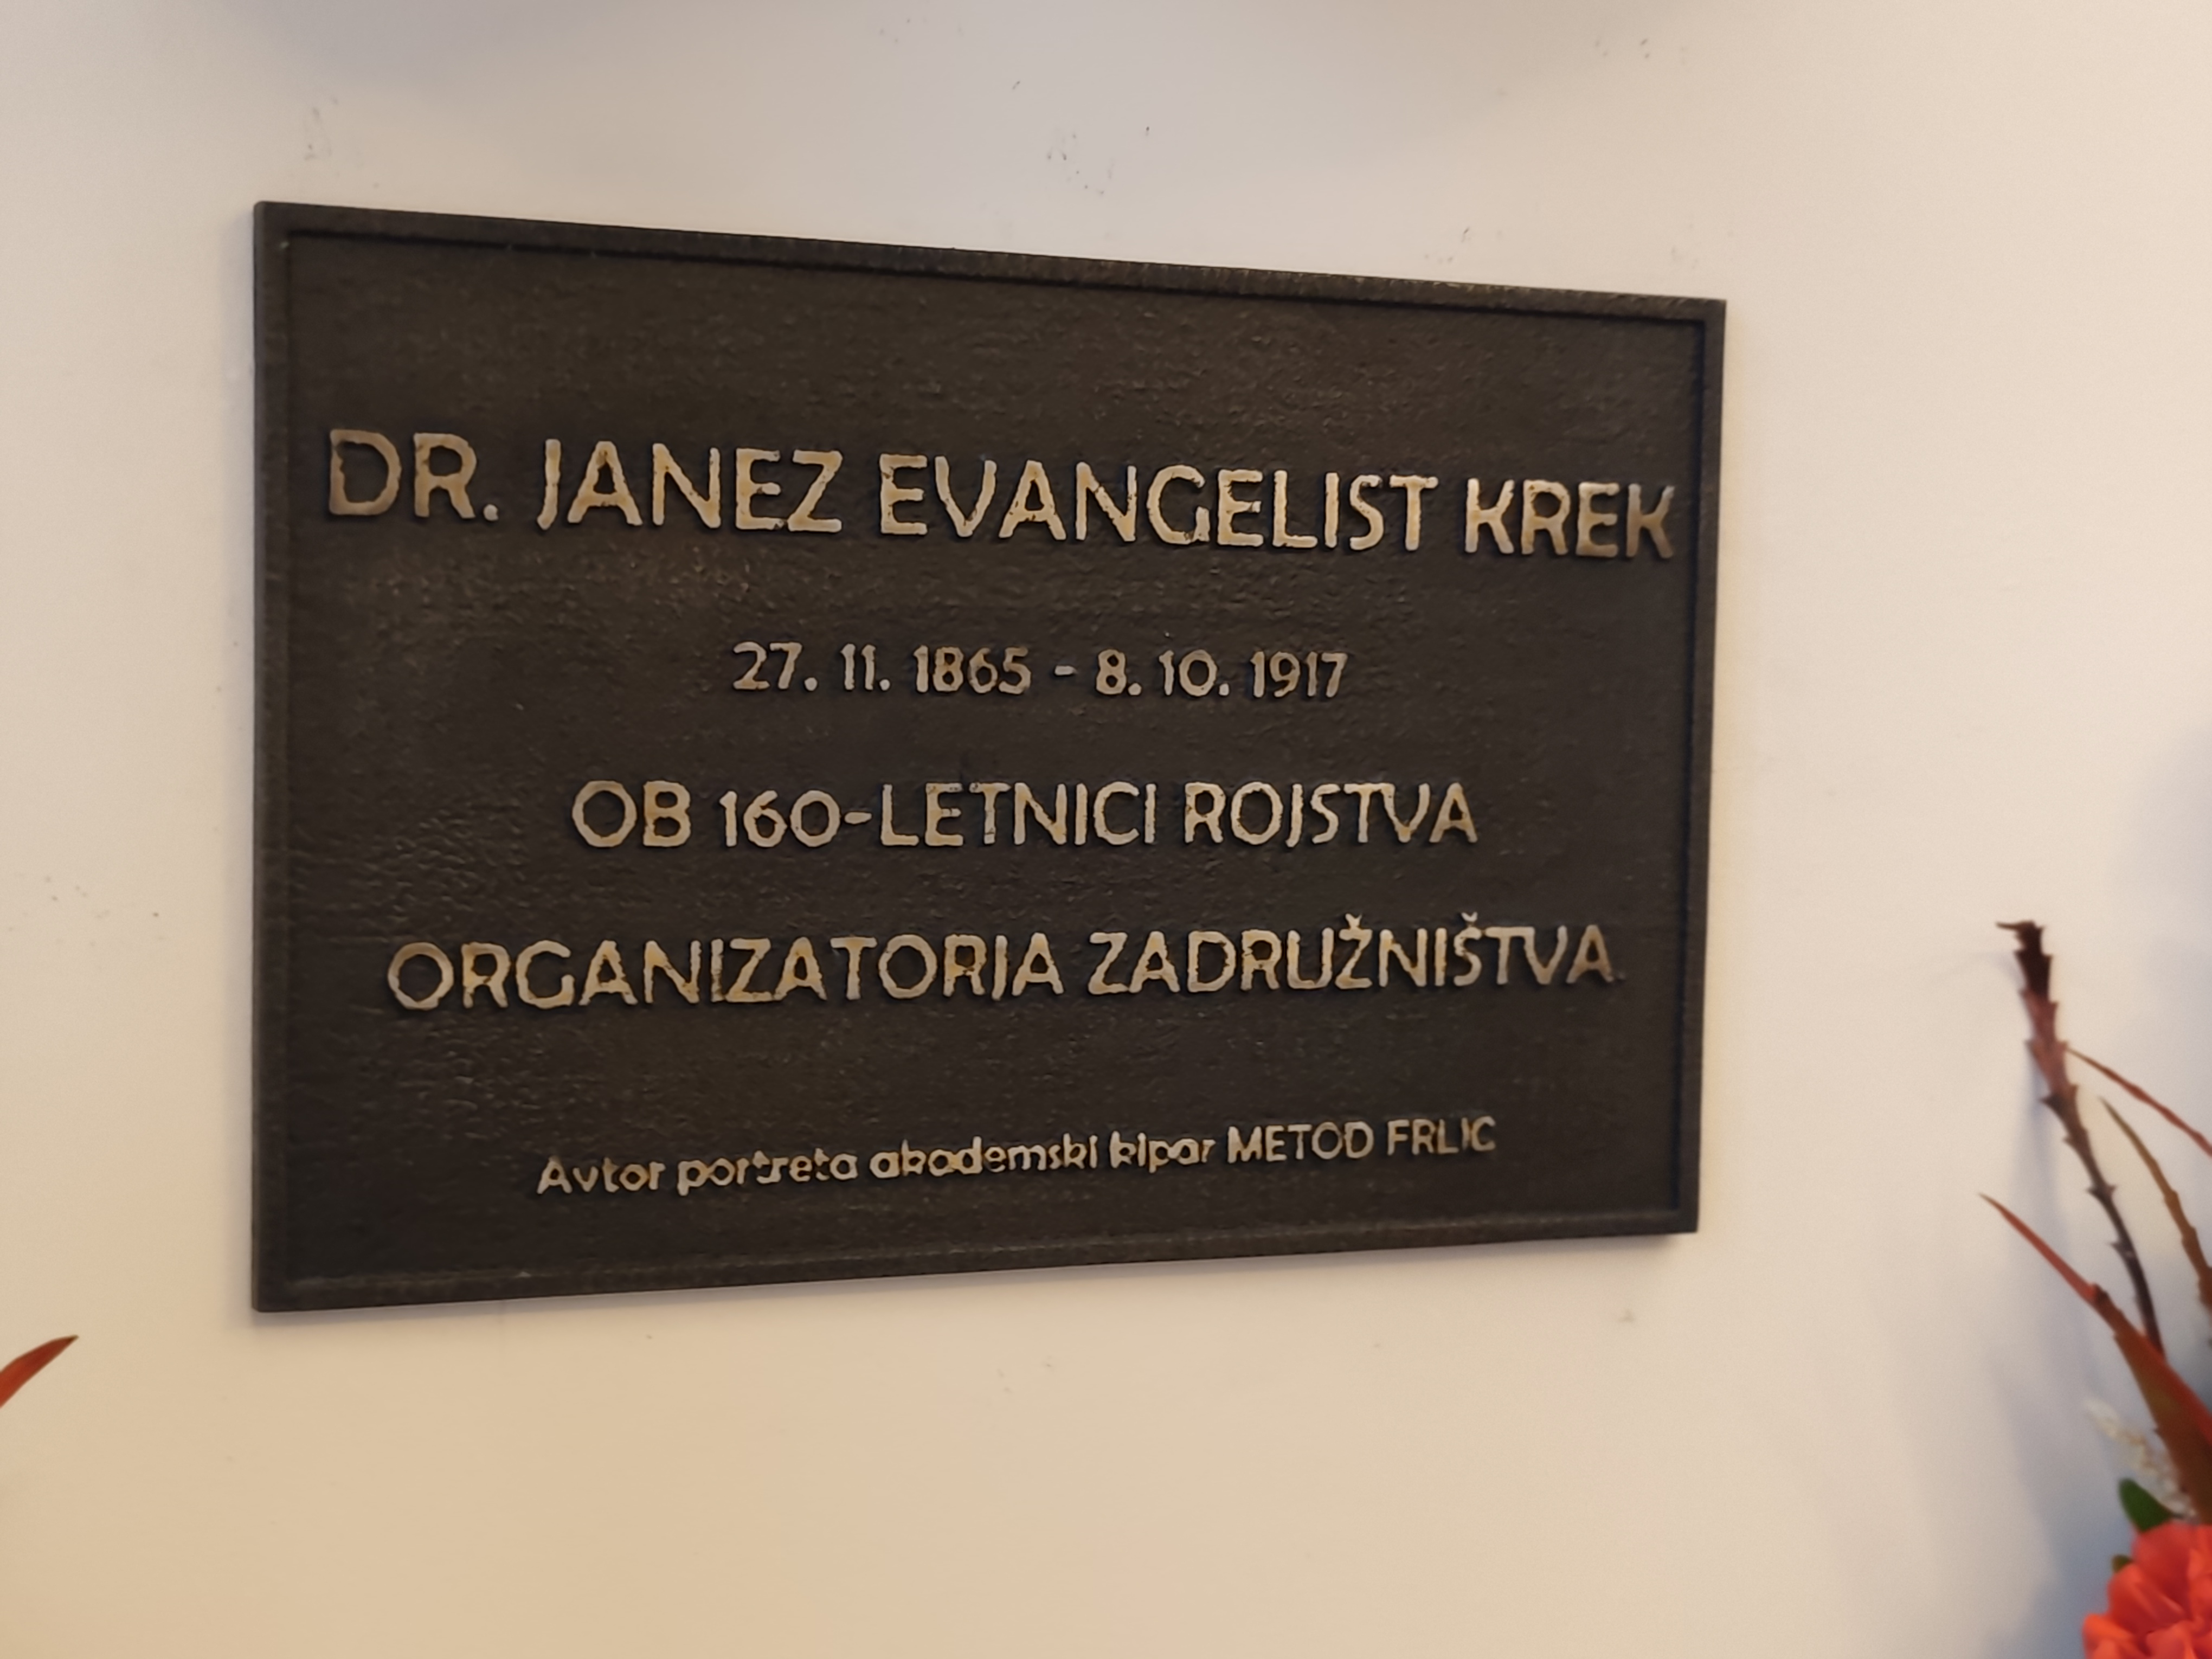 DR. JANEZ EVANGELIST KREK
27. 11. 1865 - 8. 10. 1917
OB 160-LETNICI ROJSTVA
ORGANIZATORJA ZADRUŽNIŠTVA
Avtor portreta akademski kipar METOD FRLIC